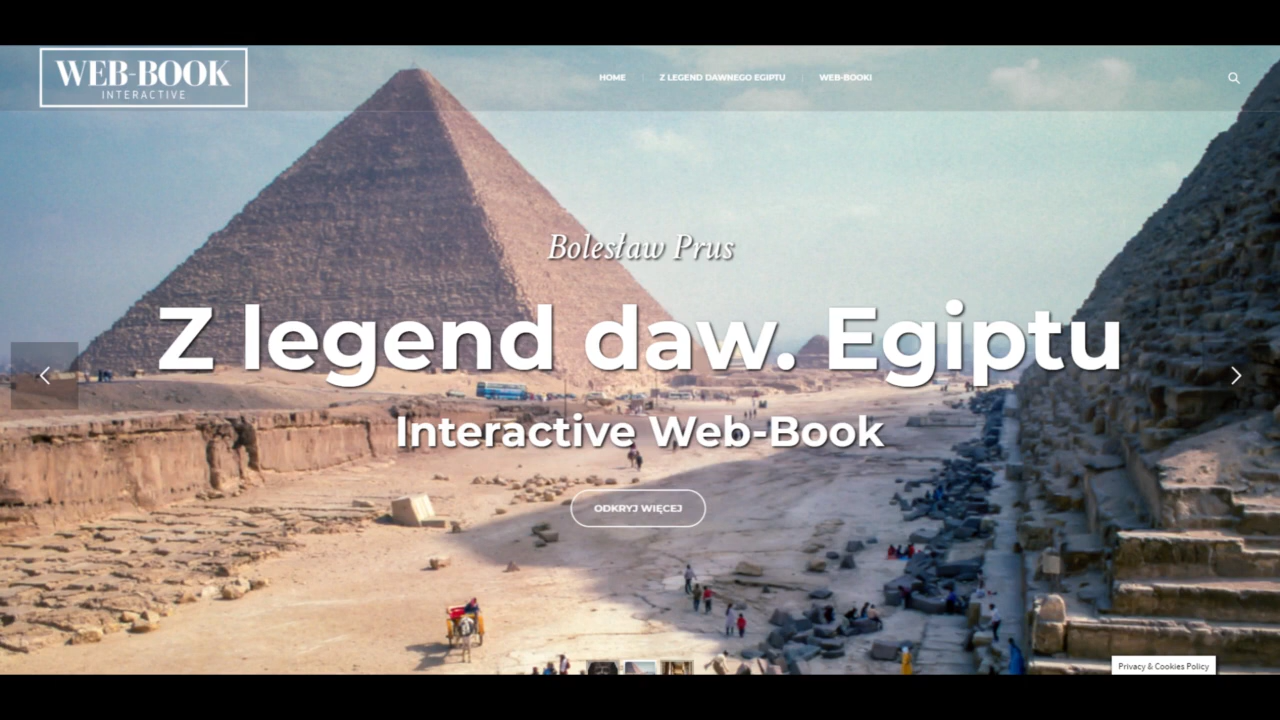 WEB-BOOK
INTERACTIVE
HOME
Z LEGEND DAWNEGO EGIPTU
WEB-BOOKI
Bolesław Prus
Z legend daw. Egiptu
Interactive Web-Book
ODKRYJ WIĘCEJ
Privacy & Cookies Policy